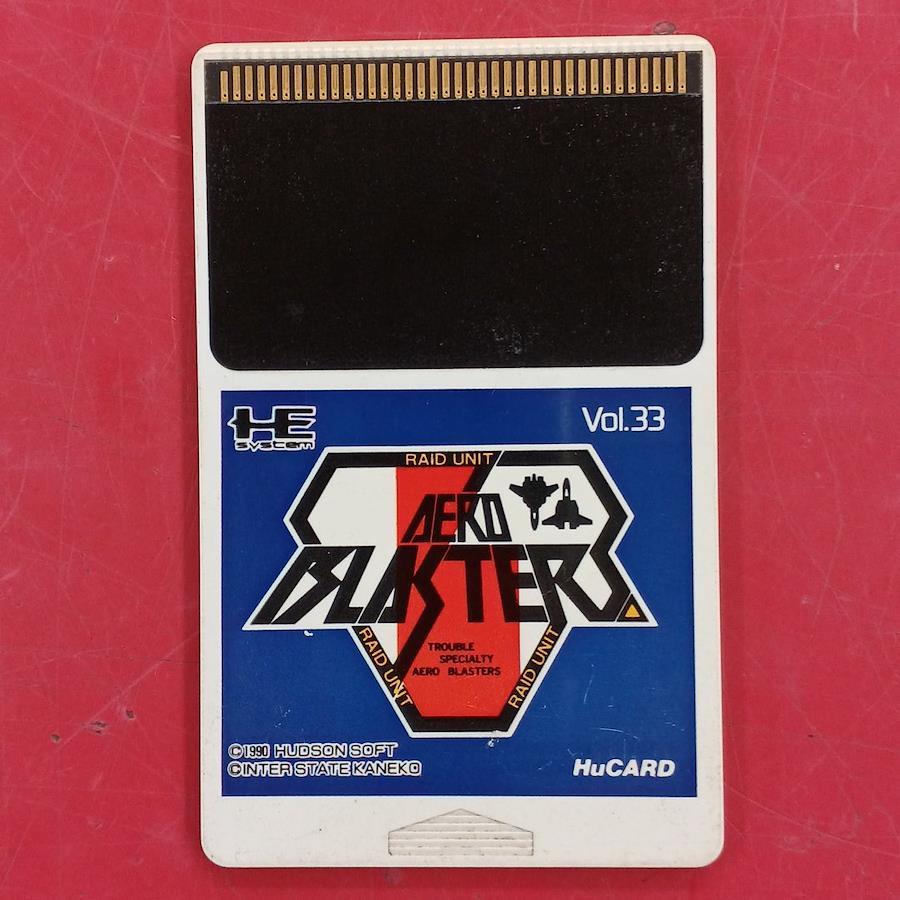 HE
system
Vol.33
RAID UNIT
AERO
BLASTERS
TROUBLE
SPECIALTY
AERO BLASTERS
RAID UNIT
RAID UNIT
©1990 HUDSON SOFT
©INTER STATE KANEKO
HuCARD